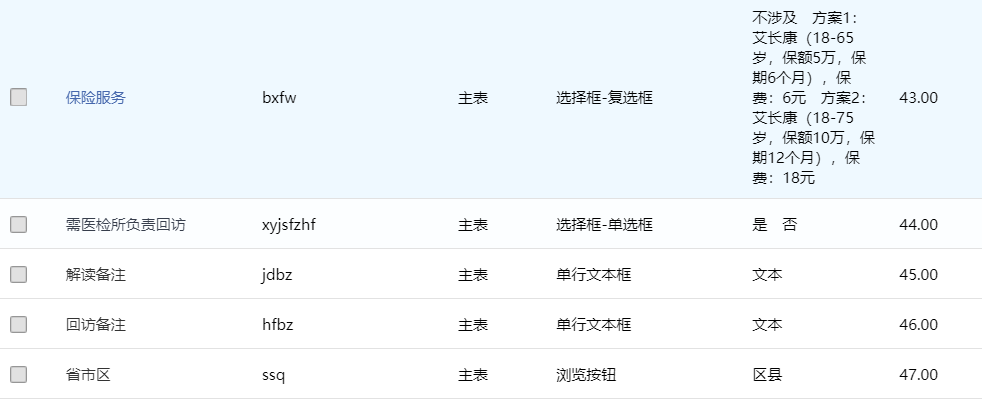 保险服务 bxfw 主表 选择框-复选框 不涉及 方案1：
艾长康（18-65
岁，保额5万，保
期6个月），保
费：6元 方案2：
艾长康（18-75
岁，保额10万，保
期12个月），保
费：18元 43.00
需医检所负责回访 xyjsfzhf 主表 选择框-单选框 是 否 44.00
解读备注 jdbz 主表 单行文本框 文本 45.00
回访备注 hfbz 主表 单行文本框 文本 46.00
省市区 ssq 主表 浏览按钮 区县 47.00